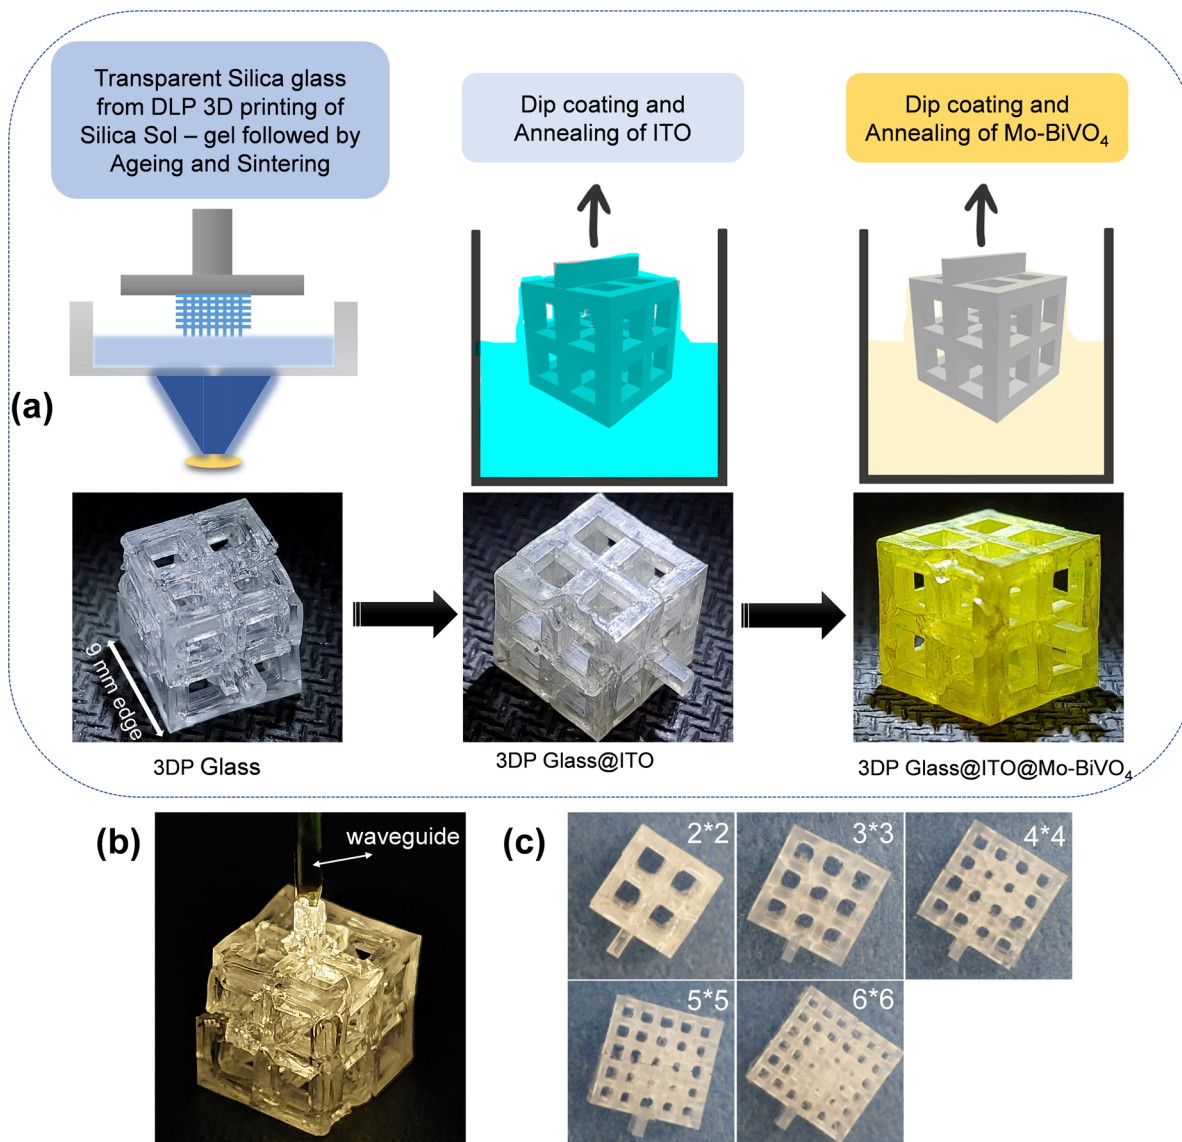 Transparent Silica glass
from DLP 3D printing of
Silica Sol – gel followed by
Ageing and Sintering
Dip coating and
Annealing of ITO
Dip coating and
Annealing of Mo-BiVO₄
(a)
9 mm edge
3DP Glass
3DP Glass@ITO
3DP Glass@ITO@Mo-BiVO₄
(b)
waveguide
(c)
2*2
3*3
4*4
5*5
6*6